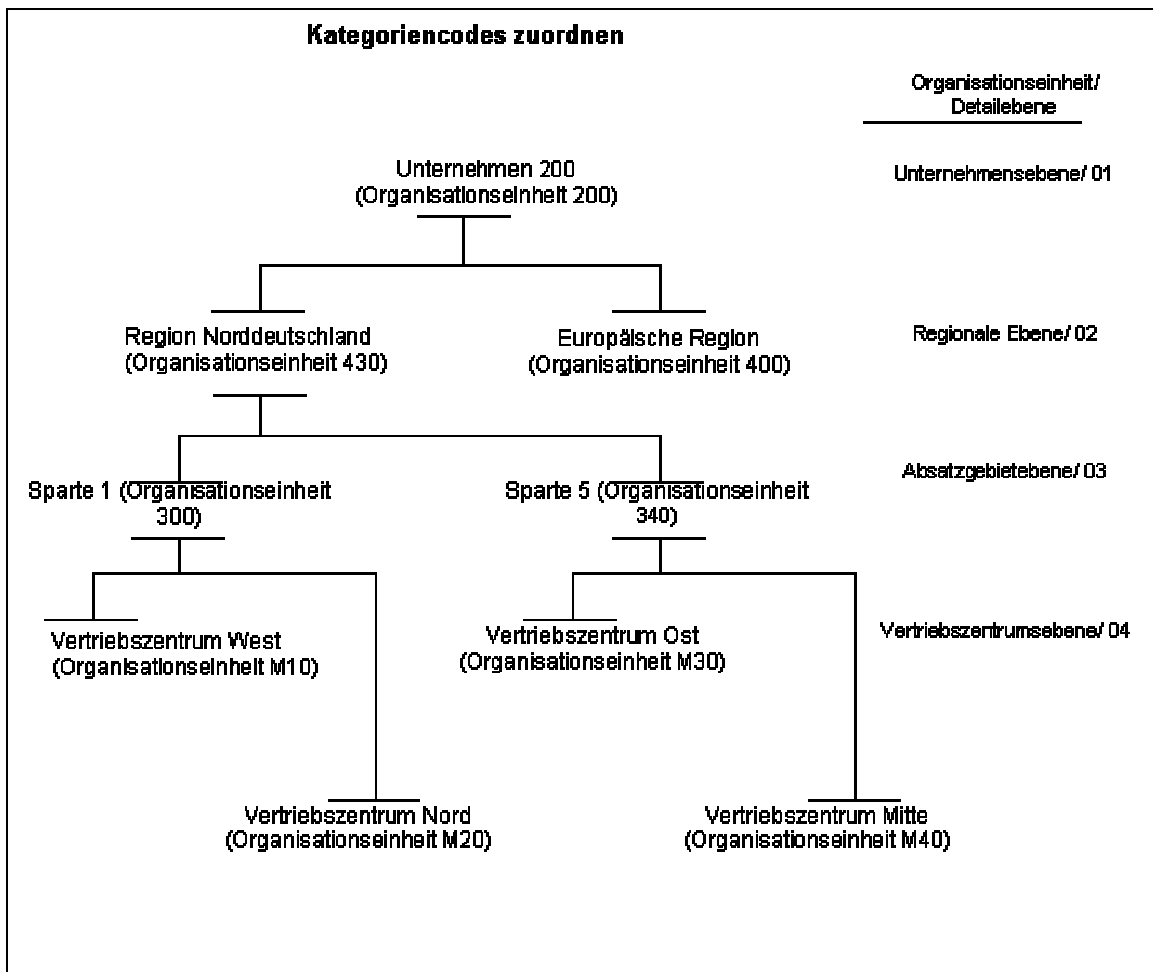 Kategoriencodes zuordnen
Organisationseinheit/
Detailebene
Unternehmen 200
(Organisationseinheit 200)
Unternehmensebene/ 01
Region Norddeutschland
(Organisationseinheit 430)
Europäische Region
(Organisationseinheit 400)
Regionale Ebene/ 02
Absatzgebietebene/ 03
Sparte 1 (Organisationseinheit
300)
Sparte 5 (Organisationseinheit
340)
Vertriebszentrum West
(Organisationseinheit M10)
Vertriebszentrum Ost
(Organisationseinheit M30)
Vertriebszentrumsebene/ 04
Vertriebszentrum Nord
(Organisationseinheit M20)
Vertriebszentrum Mitte
(Organisationseinheit M40)